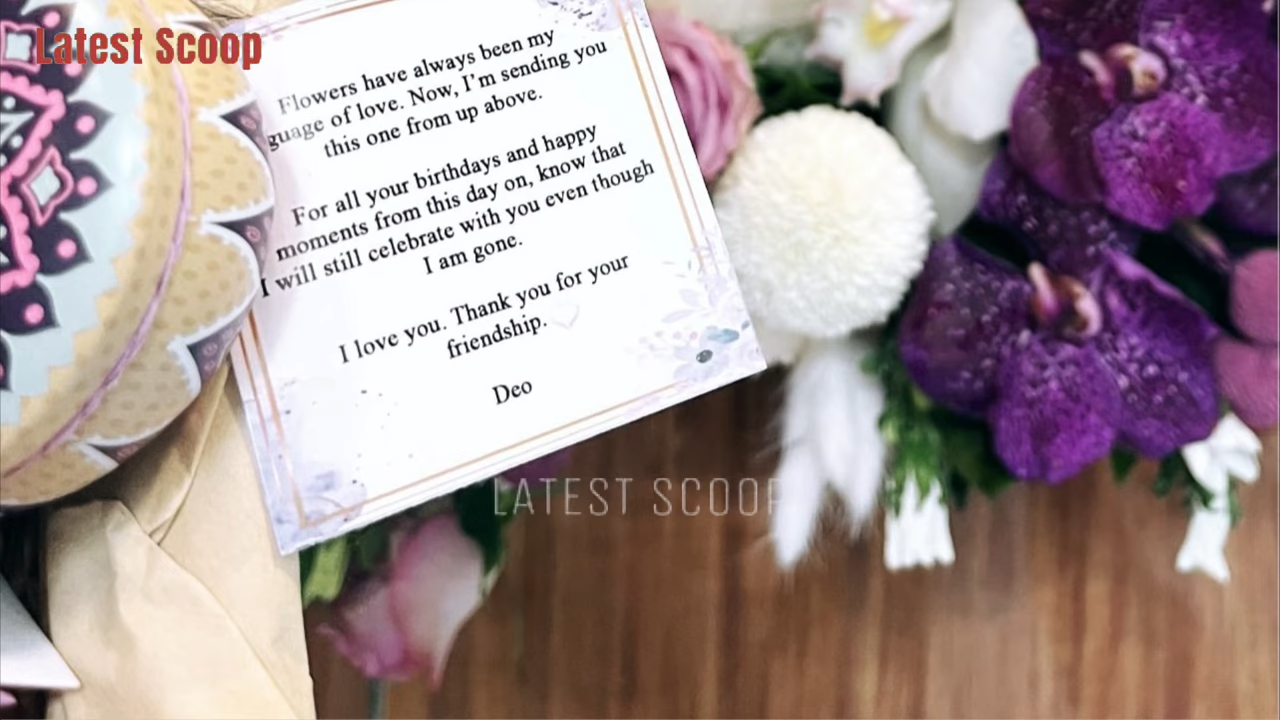 Latest Scoop
Flowers have always been my
guage of love. Now, I'm sending you
this one from up above.
For all your birthdays and happy
moments from this day on, know that
I will still celebrate with you even though
I am gone.
I love you. Thank you for your
friendship.
Deo
LATEST SCOOP